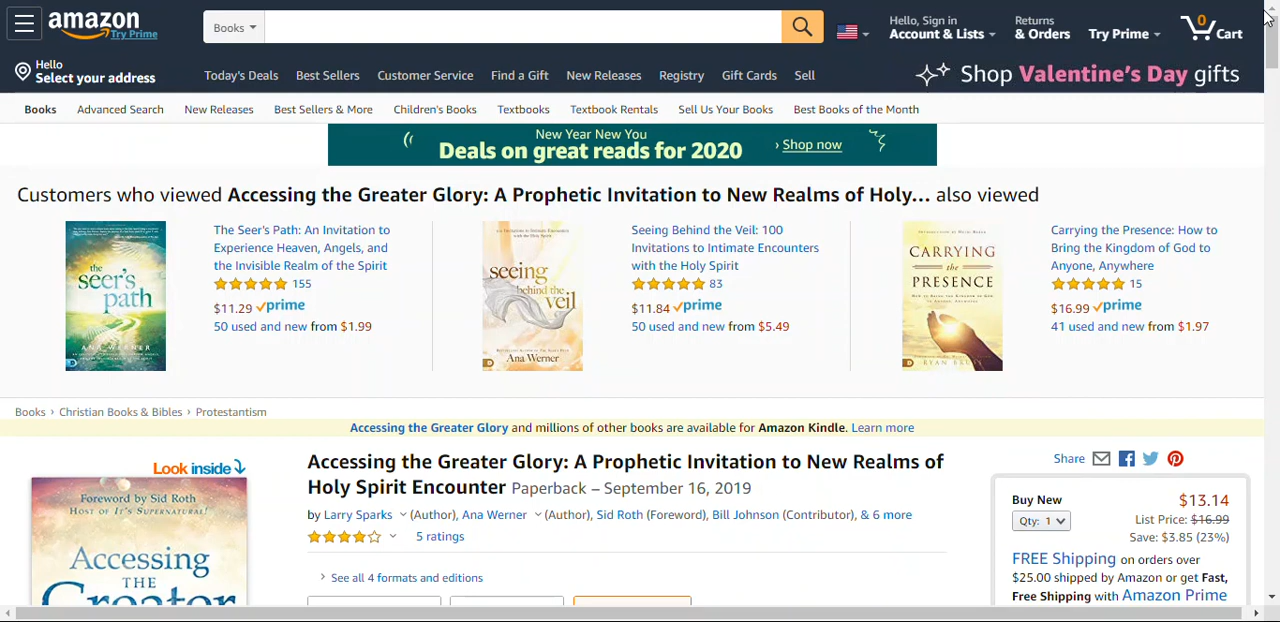 amazon
Try Prime
Books
Hello, Sign in
Account & Lists
Returns
& Orders
Try Prime
0
Cart
Hello
Select your address
Today's Deals Best Sellers Customer Service Find a Gift New Releases Registry Gift Cards Sell
Shop Valentine's Day gifts
Books Advanced Search New Releases Best Sellers & More Children's Books Textbooks Textbook Rentals Sell Us Your Books Best Books of the Month
New Year New You
Deals on great reads for 2020
› Shop now
Customers who viewed Accessing the Greater Glory: A Prophetic Invitation to New Realms of Holy... also viewed
the
seer's
path
ANA WERNER
The Seer's Path: An Invitation to
Experience Heaven, Angels, and
the Invisible Realm of the Spirit
155
$11.29 prime
50 used and new from $1.99
seeing
behind the
veil
Ana Werner
Seeing Behind the Veil: 100
Invitations to Intimate Encounters
with the Holy Spirit
83
$11.84 prime
50 used and new from $5.49
CARRYING
the
PRESENCE
Carrying the Presence: How to
Bring the Kingdom of God to
Anyone, Anywhere
15
$16.99 prime
41 used and new from $1.97
Books › Christian Books & Bibles › Protestantism
Accessing the Greater Glory and millions of other books are available for Amazon Kindle. Learn more
Look inside
Foreword by Sid Roth
Host of It's Supernatural!
Accessing
THE
Greater
Accessing the Greater Glory: A Prophetic Invitation to New Realms of
Holy Spirit Encounter Paperback – September 16, 2019
by Larry Sparks (Author), Ana Werner (Author), Sid Roth (Foreword), Bill Johnson (Contributor), & 6 more
5 ratings
› See all 4 formats and editions
Share
Buy New
$13.14
Qty: 1
List Price: $16.99
Save: $3.85 (23%)
FREE Shipping on orders over
$25.00 shipped by Amazon or get Fast,
Free Shipping with Amazon Prime